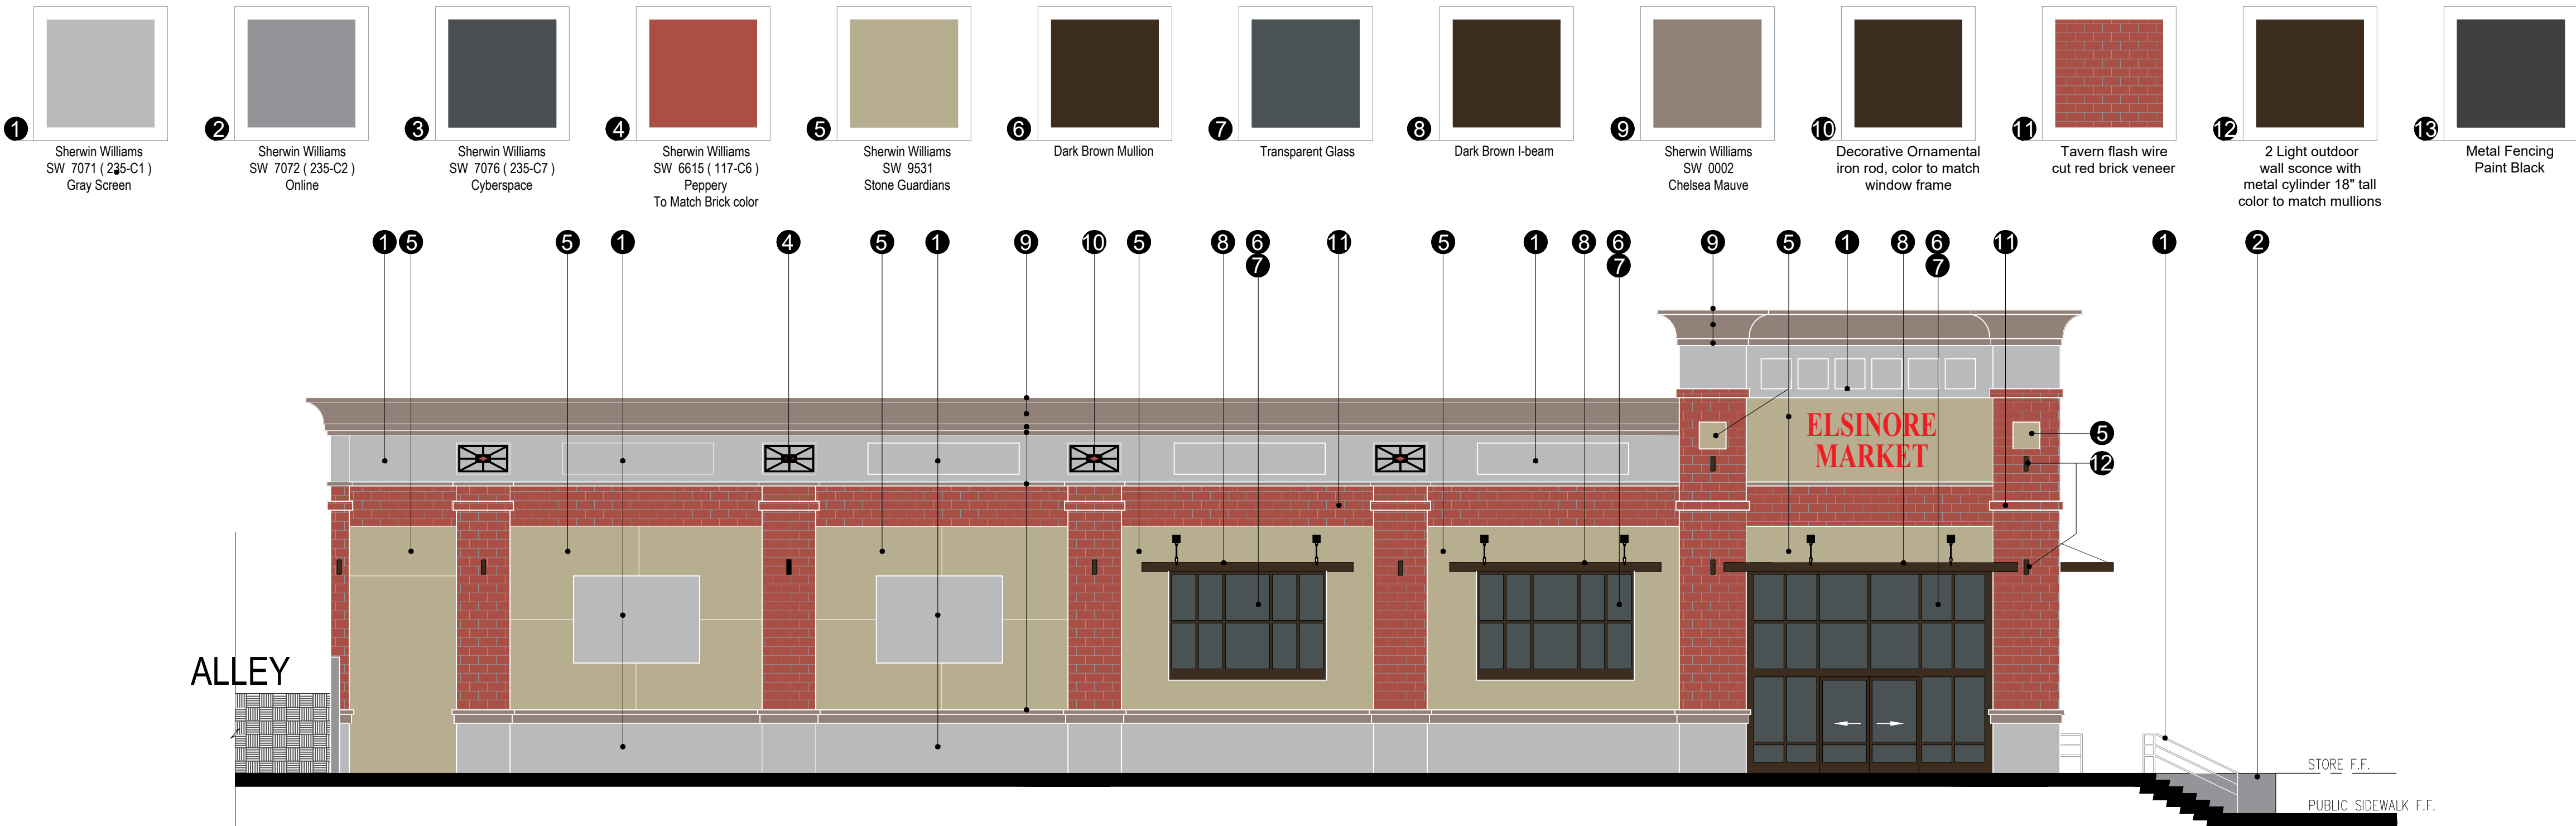 1
Sherwin Williams
SW 7071 ( 235-C1 )
Gray Screen
2
Sherwin Williams
SW 7072 ( 235-C2 )
Online
3
Sherwin Williams
SW 7076 ( 235-C7 )
Cyberspace
4
Sherwin Williams
SW 6615 ( 117-C6 )
Peppery
To Match Brick color
5
Sherwin Williams
SW 9531
Stone Guardians
6
Dark Brown Mullion
7
Transparent Glass
8
Dark Brown I-beam
9
Sherwin Williams
SW 0002
Chelsea Mauve
10
Decorative Ornamental
iron rod, color to match
window frame
11
Tavern flash wire
cut red brick veneer
12
2 Light outdoor
wall sconce with
metal cylinder 18" tall
color to match mullions
13
Metal Fencing
Paint Black
1 5 5 1 4 5 1 9 10 5 8 6 11 5 1 8 6 9 5 1 8 6 11 1 2
7 7 7
ELSINORE
MARKET
5
12
ALLEY
STORE F.F.
PUBLIC SIDEWALK F.F.